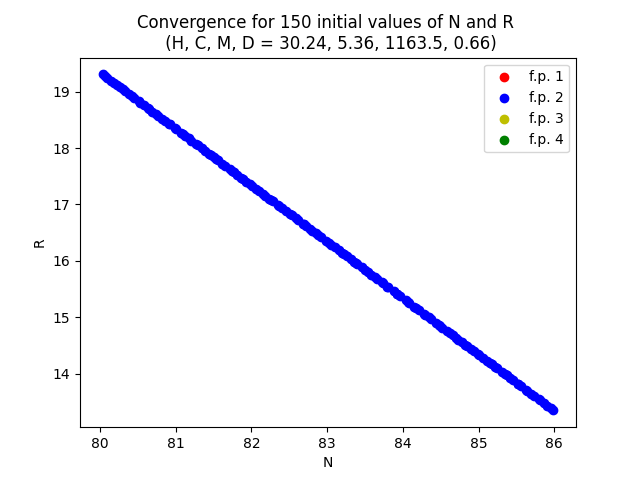 Convergence for 150 initial values of N and R
(H, C, M, D = 30.24, 5.36, 1163.5, 0.66)
f.p. 1
f.p. 2
f.p. 3
f.p. 4
19
18
17
16
15
14
R
80 81 82 83 84 85 86
N